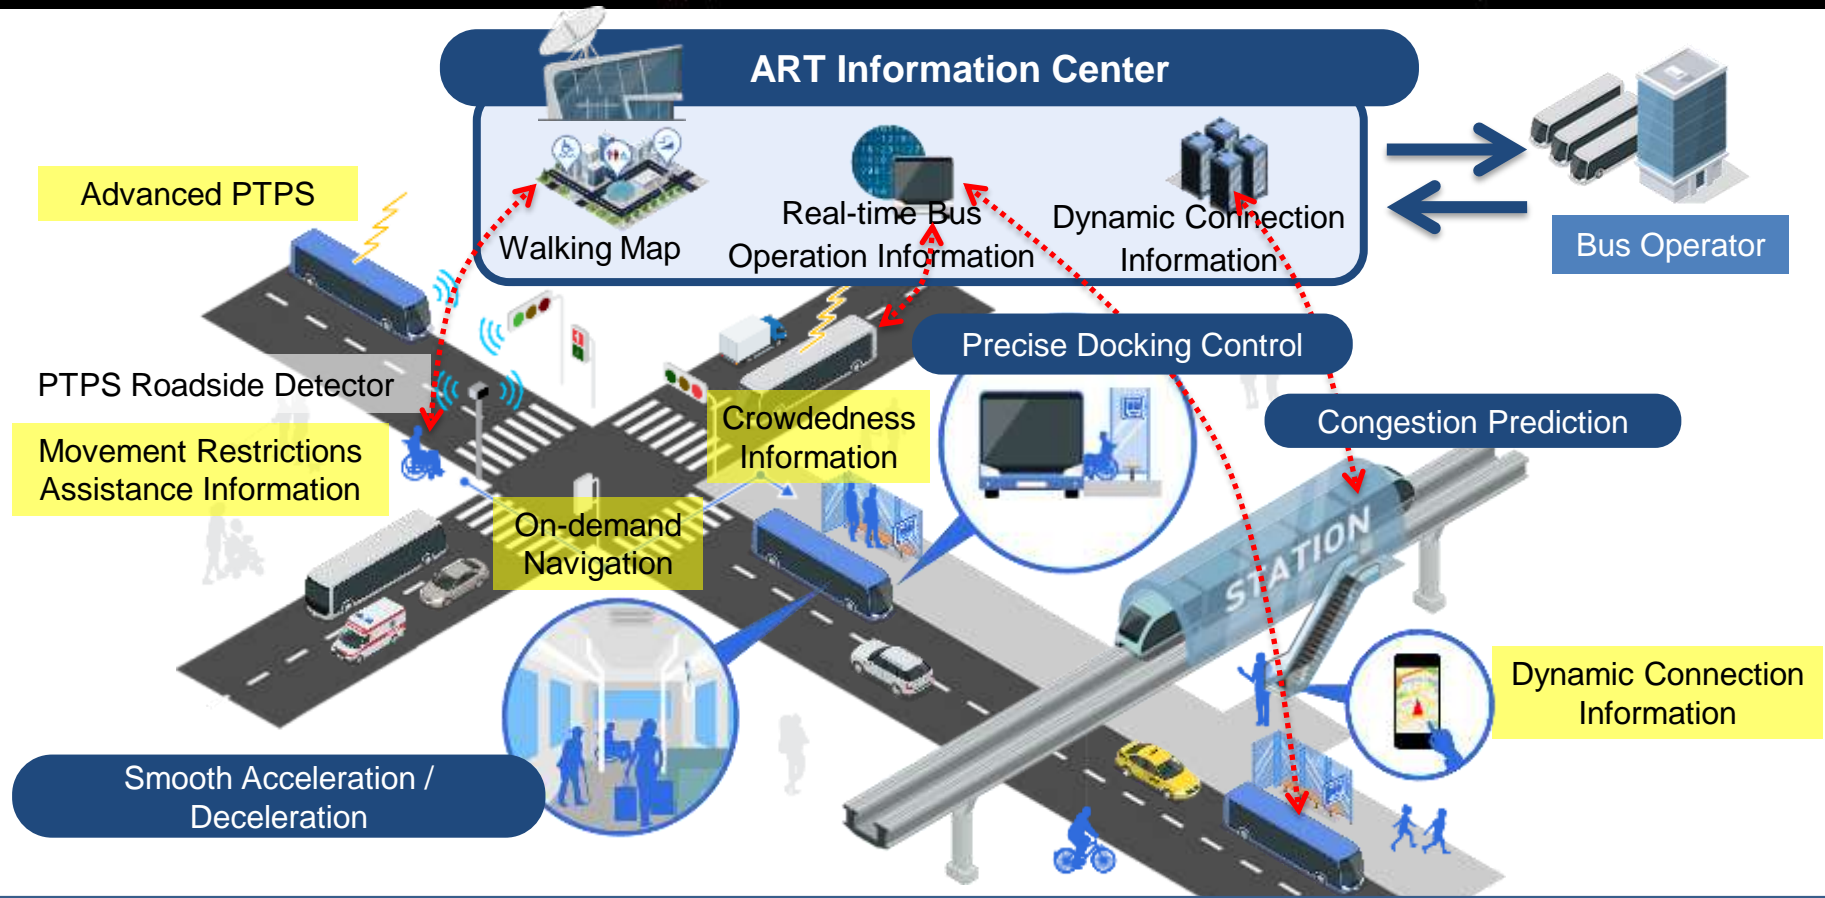 ART Information Center
Walking Map
Real-time Bus
Operation Information
Dynamic Connection
Information
Bus Operator
Advanced PTPS
PTPS Roadside Detector
Movement Restrictions
Assistance Information
On-demand
Navigation
Crowdedness
Information
Precise Docking Control
Congestion Prediction
STATION
Dynamic Connection
Information
Smooth Acceleration /
Deceleration